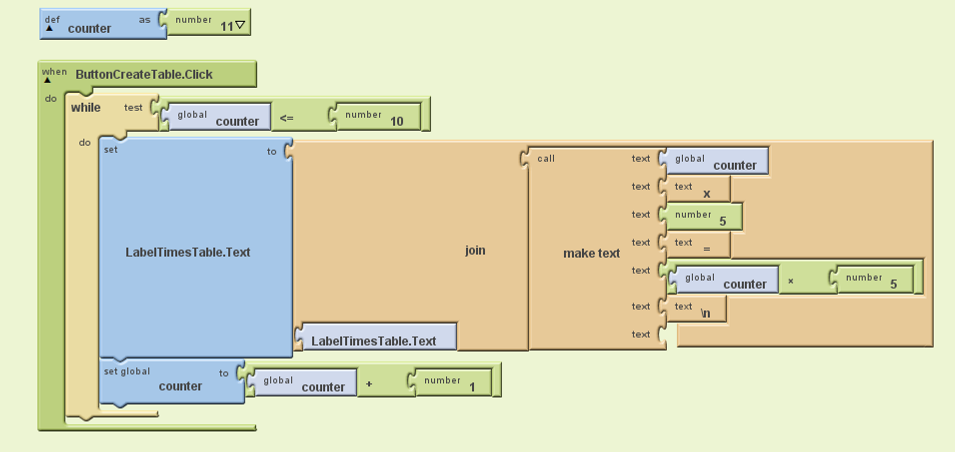 def counter as number 11
when ButtonCreateTable.Click
do while test global counter <= number 10
do set to call text global counter
text text x
text number 5
LabelTimesTable.Text join make text text text =
text global counter × number 5
text text \n
LabelTimesTable.Text text
set global counter to global counter + number 1